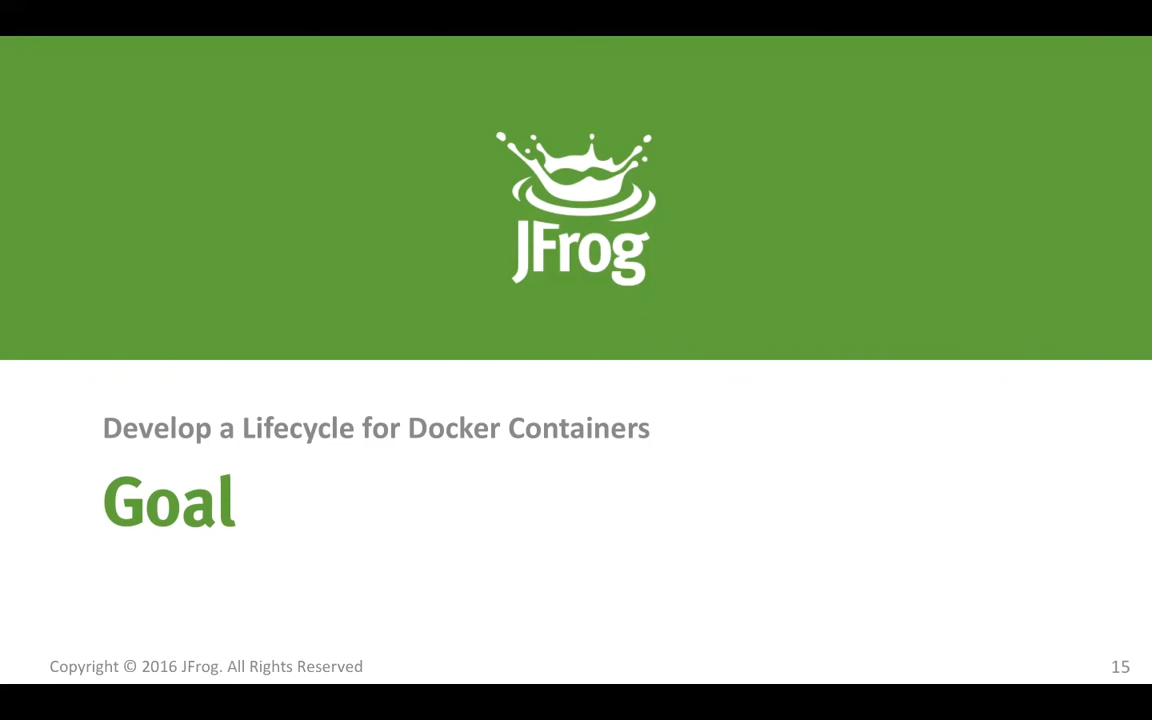 JFrog
Develop a Lifecycle for Docker Containers
Goal
Copyright © 2016 JFrog. All Rights Reserved
15